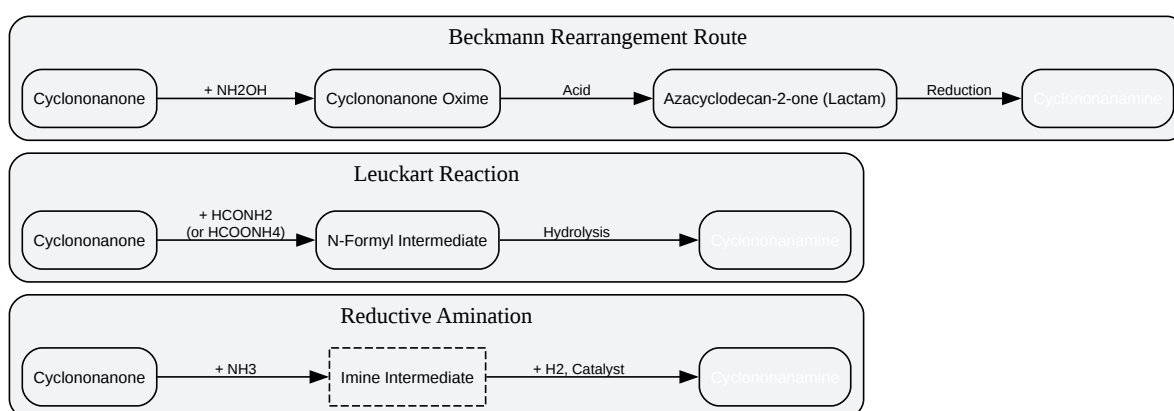 Beckmann Rearrangement Route
Cyclononanone
+ NH2OH
Cyclononanone Oxime
Acid
Azacyclodecan-2-one (Lactam)
Reduction
Cyclononanamine
Leuckart Reaction
Cyclononanone
+ HCONH2
(or HCOONH4)
N-Formyl Intermediate
Hydrolysis
Cyclononanamine
Reductive Amination
Cyclononanone
+ NH3
Imine Intermediate
+ H2, Catalyst
Cyclononanamine